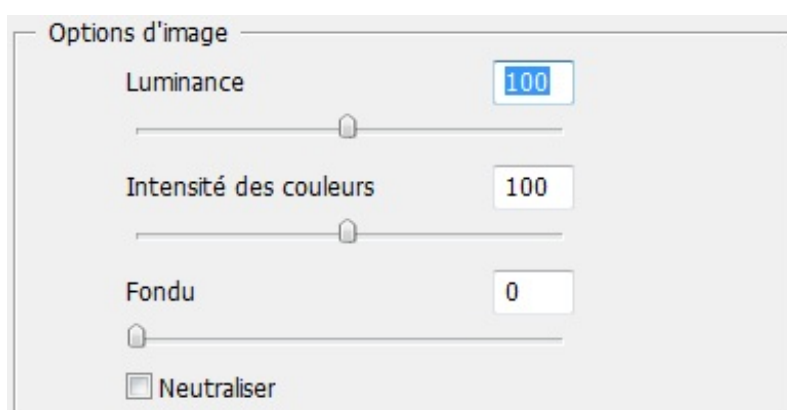 Options d'image
Luminance 100
Intensité des couleurs 100
Fondu 0
Neutraliser